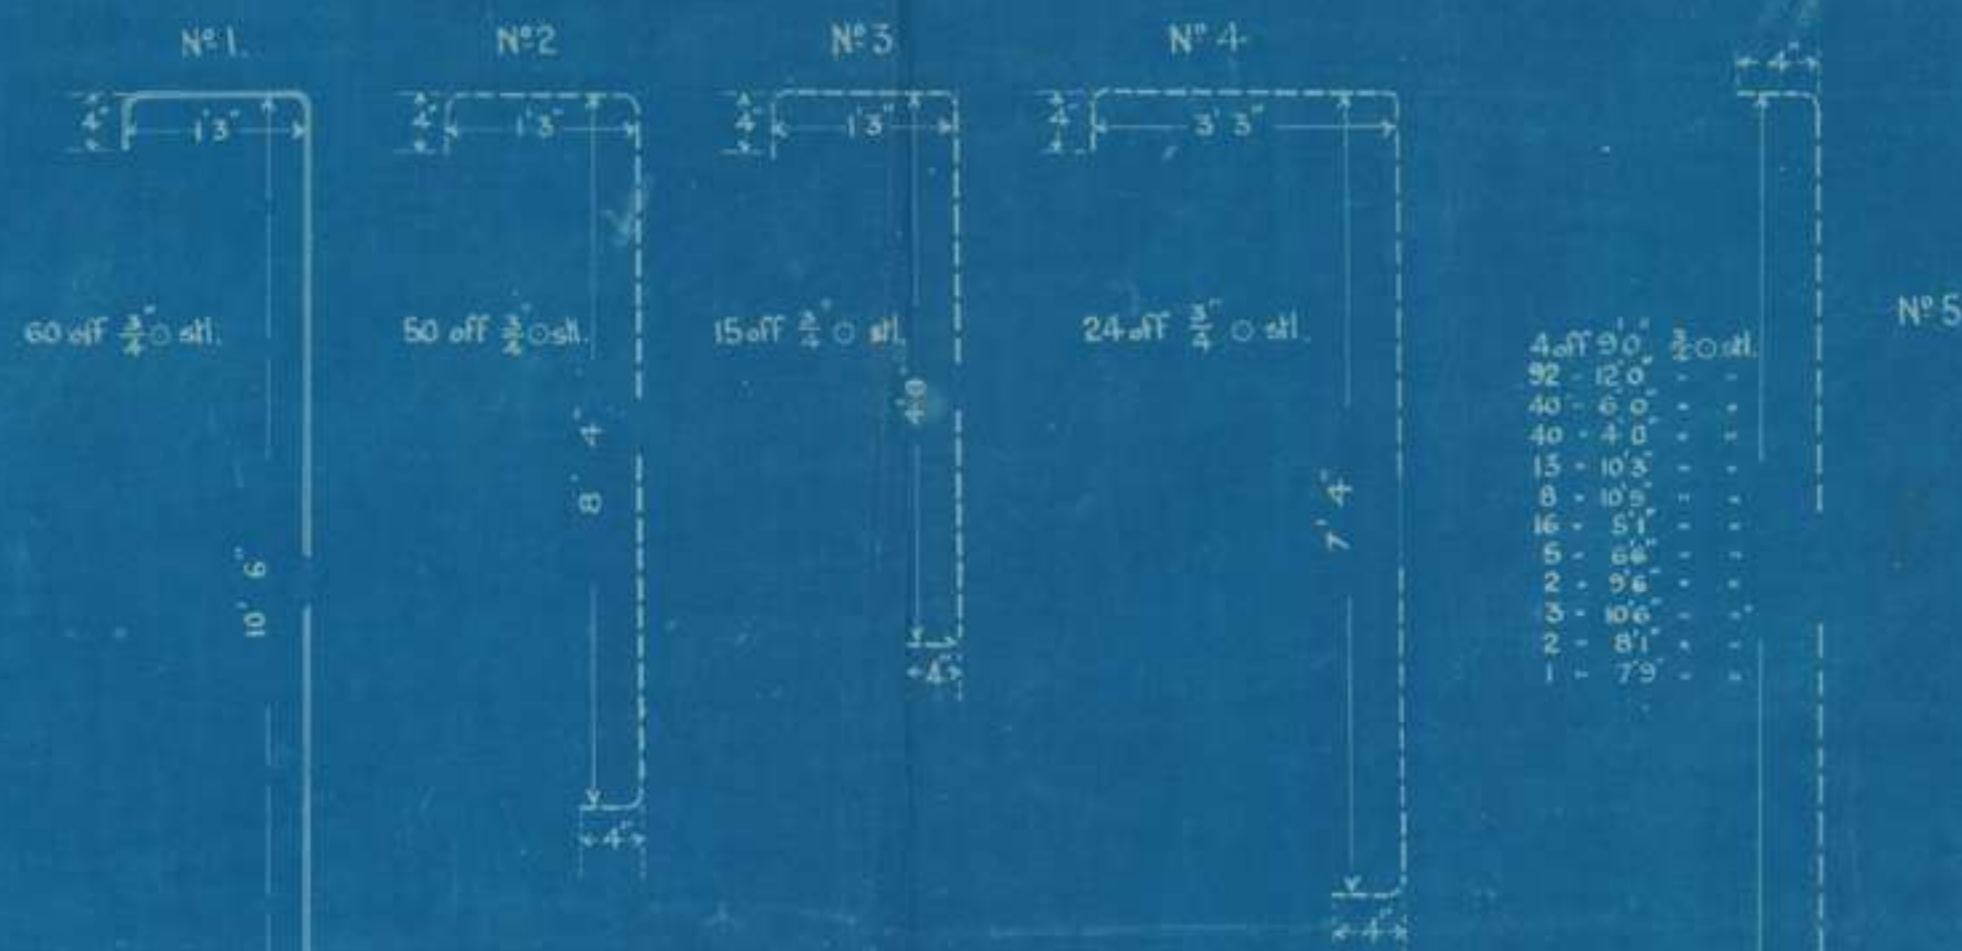 Nº 1.
Nº 2
Nº 3
Nº 4
4"
4"
1'3"
4"
1'3"
4"
1'3"
4"
3' 3"
Nº 5
60 off 3/4" ⊙ stl.
50 off 3/4" ⊙ stl.
15 off 3/4" ⊙ stl.
24 off 3/4" ⊙ stl.
4 off 9'0" 3/4 ⊙ stl.
92 - 12'0" - -
40 - 6'0" - -
40 - 4'0" - -
13 - 10'3" - -
8 - 10'9" - -
16 - 5'1" - -
5 - 6'6" - -
2 - 9'6" - -
3 - 10'6" - -
2 - 8'1" - -
1 - 7'9" - -
10' 6"
8' 4"
4'0
7' 4"
4"
4"
4"